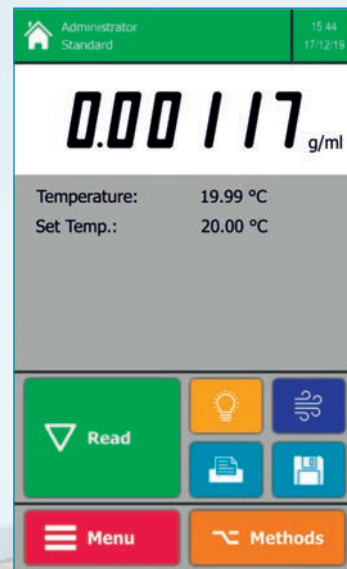 Administrator
Standard
15:44
17/12/19
0.00117 g/ml
Temperature: 19.99 °C
Set Temp.: 20.00 °C
Read
Menu
Methods